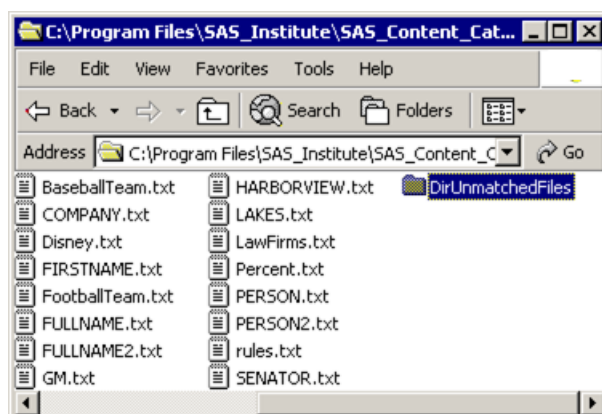 C:\Program Files\SAS_Institute\SAS_Content_Cat...
File Edit View Favorites Tools Help
Back Search Folders
Address C:\Program Files\SAS_Institute\SAS_Content_C Go
BaseballTeam.txt HARBORVIEW.txt DirUnmatchedFiles
COMPANY.txt LAKES.txt
Disney.txt LawFirms.txt
FIRSTNAME.txt Percent.txt
FootballTeam.txt PERSON.txt
FULLNAME.txt PERSON2.txt
FULLNAME2.txt rules.txt
GM.txt SENATOR.txt